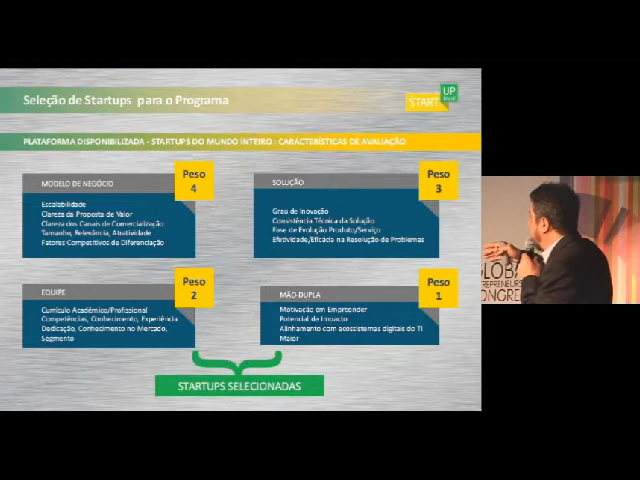 Seleção de Startups para o Programa
START UP
PLATAFORMA DISPONIBILIZADA - STARTUPS DO MUNDO INTEIRO : CARACTERÍSTICAS DE AVALIAÇÃO
MODELO DE NEGÓCIO
Peso
4
Escalabilidade
Clareza da Proposta de Valor
Clareza dos Canais de Comercialização
Tamanho, Relevância, Atratividade
Fatores Competitivos de Diferenciação
SOLUÇÃO
Peso
3
Grau de Inovação
Consistência Técnica da Solução
Fase de Evolução Produto/Serviço
Efetividade/Eficácia na Resolução de Problemas
EQUIPE
Peso
2
Currículo Acadêmico/Profissional
Competências, Conhecimento, Experiência
Dedicação, Conhecimento no Mercado,
Segmento
MÃO-DUPLA
Peso
1
Motivação em Empreender
Potencial de Impacto
Alinhamento com ecossistemas digitais do TI
Maior
STARTUPS SELECIONADAS